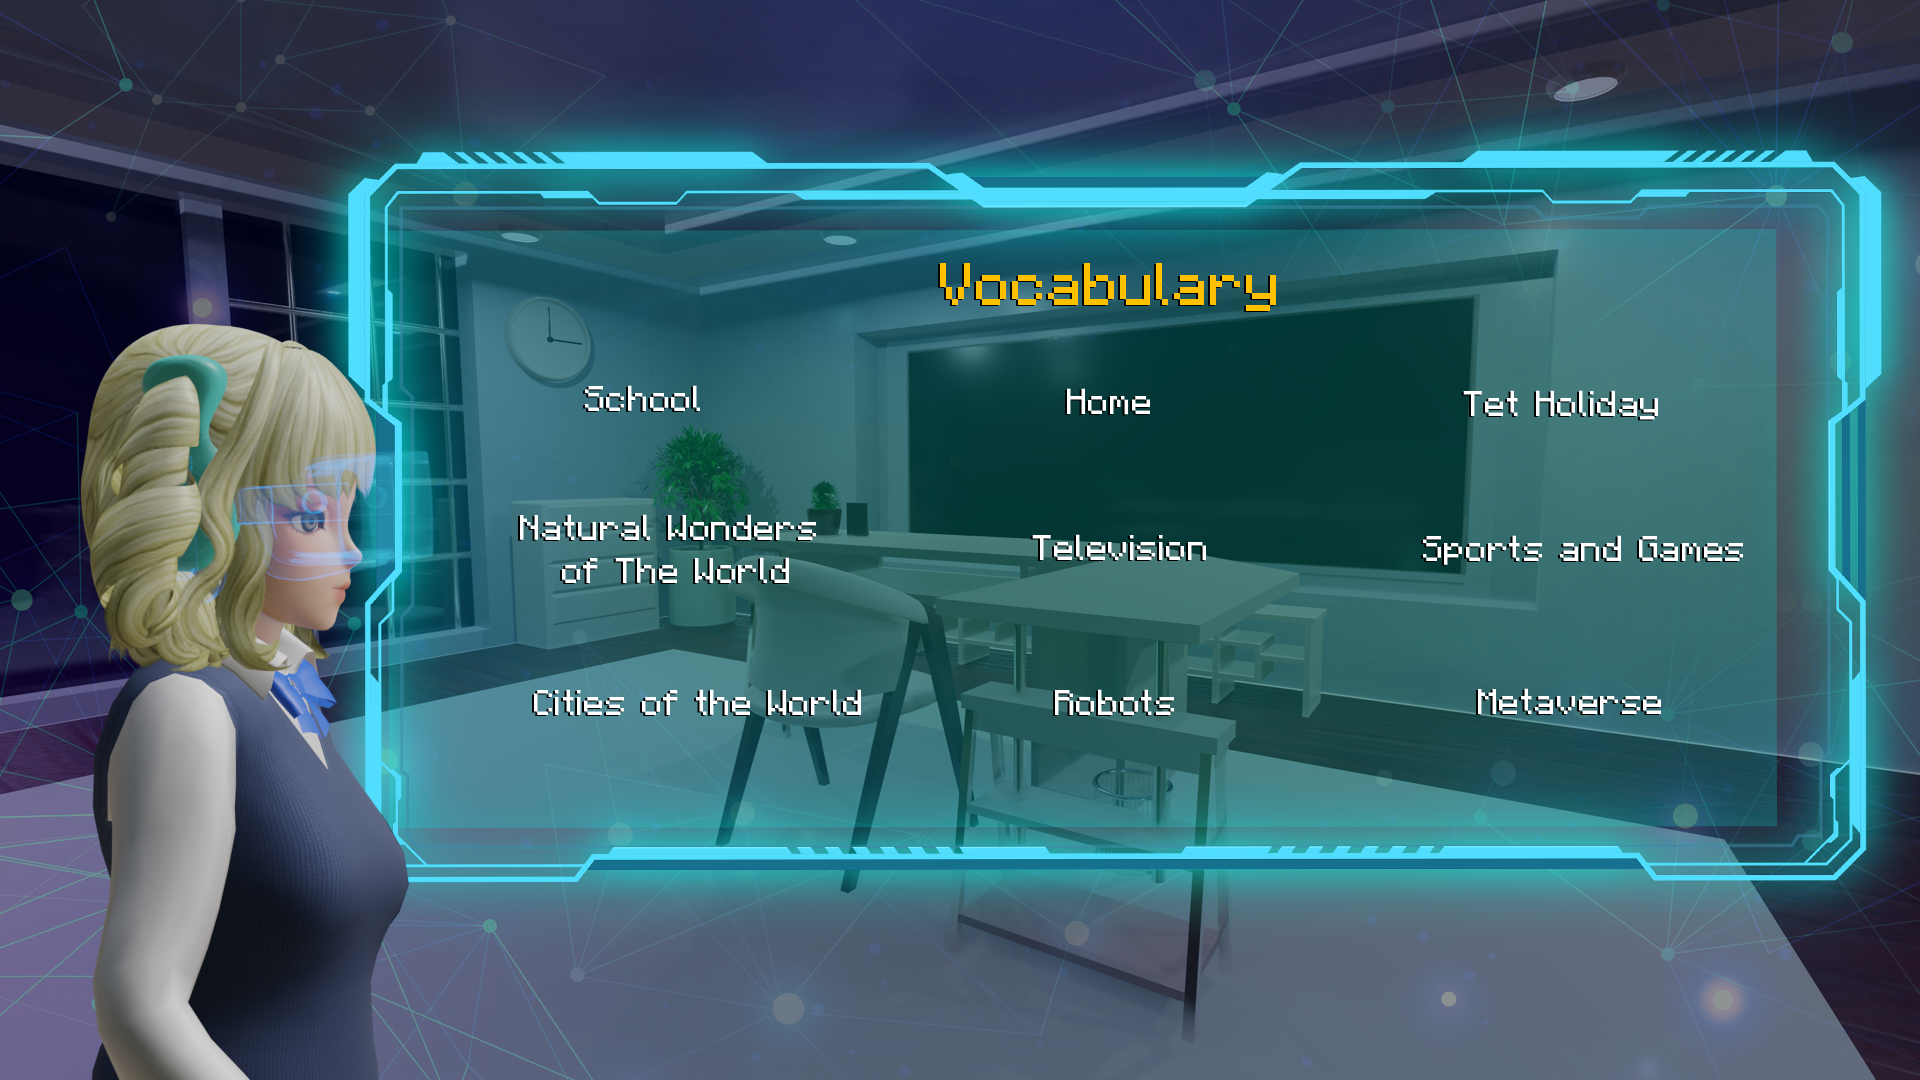 Vocabulary
School
Home
Tet Holiday
Natural Wonders
of The World
Television
Sports and Games
Cities of the World
Robots
Metaverse